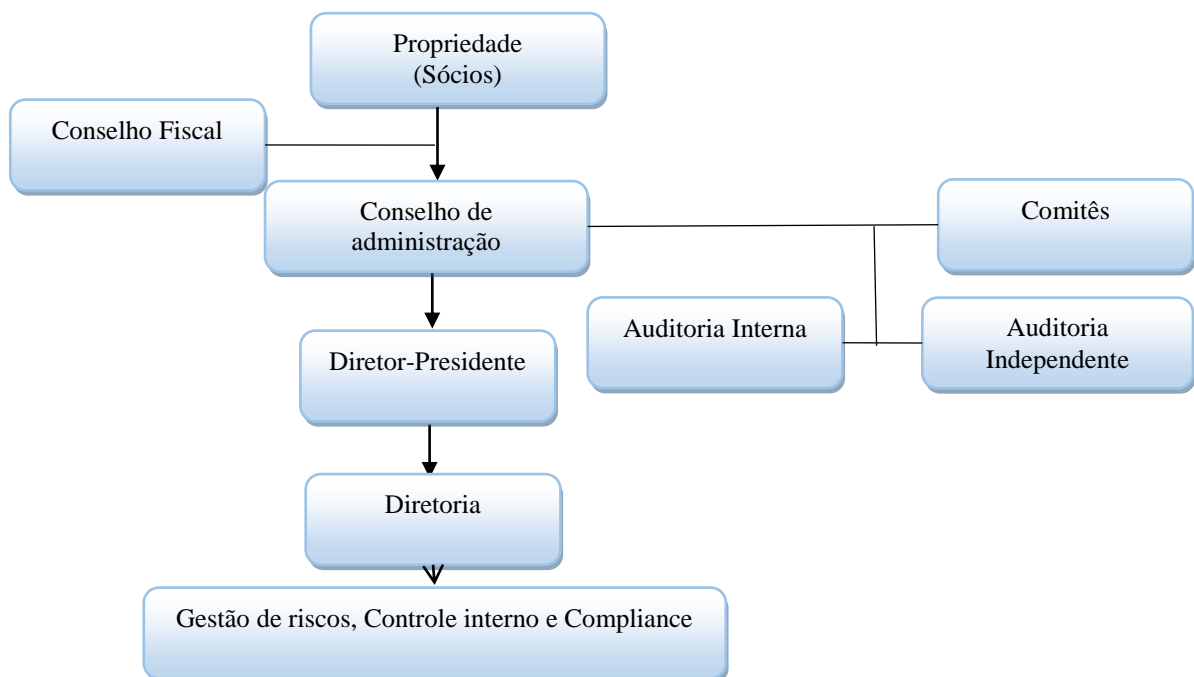 Propriedade
(Sócios)
Conselho Fiscal
Conselho de
administração
Comitês
Auditoria Interna
Auditoria
Independente
Diretor-Presidente
Diretoria
Gestão de riscos, Controle interno e Compliance